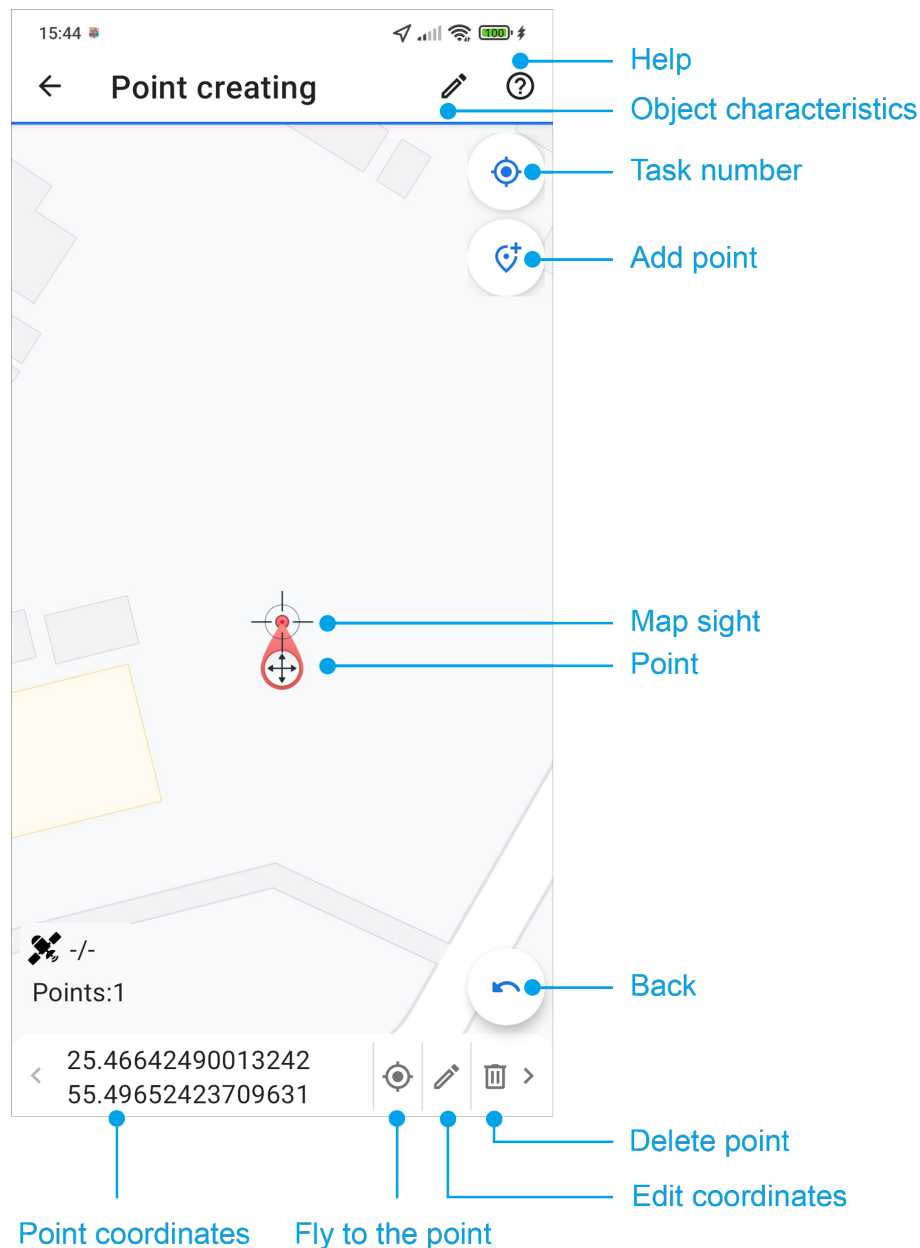 15:44
100
Help
Point creating
Object characteristics
Task number
Add point
Map sight
Point
-/-
Points:1
Back
25.46642490013242
55.49652423709631
Delete point
Edit coordinates
Point coordinates
Fly to the point